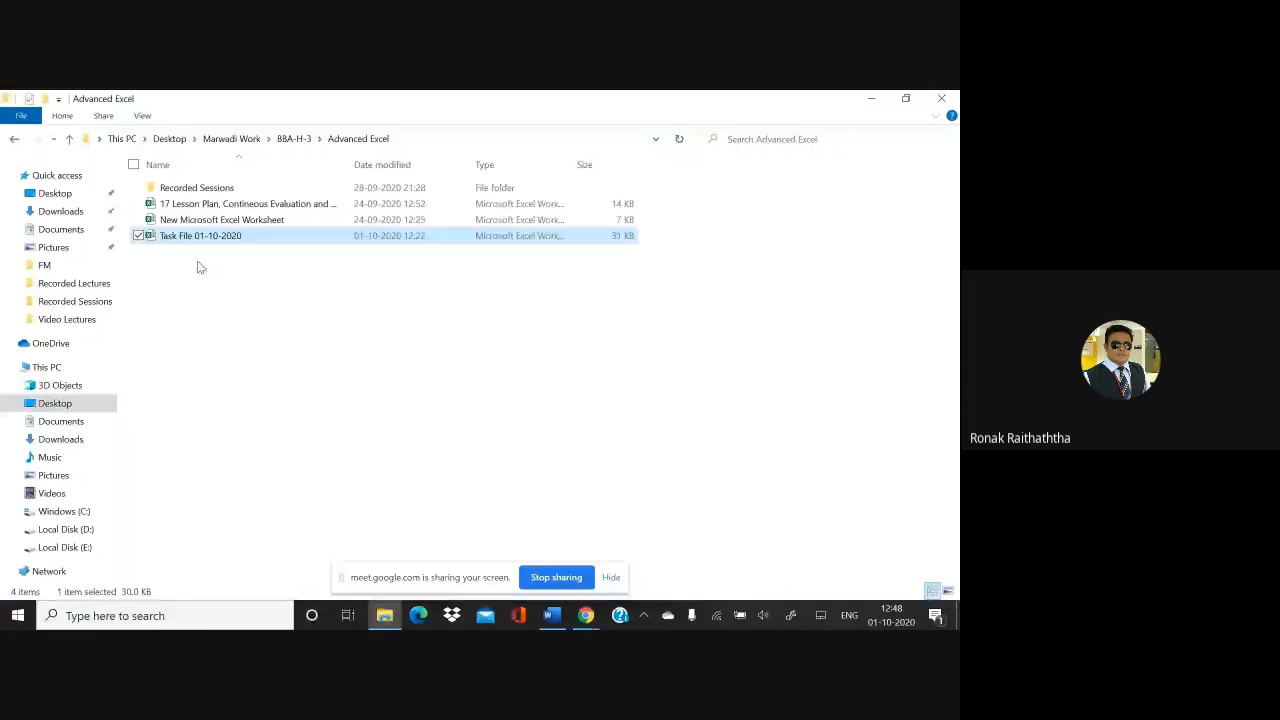 Advanced Excel
File Home Share View
This PC Desktop Marwadi Work BBA-H-3 Advanced Excel Search Advanced Excel
Name Date modified Type Size
Recorded Sessions 28-09-2020 21:28 File folder
17 Lesson Plan, Contineous Evaluation and ... 24-09-2020 12:52 Microsoft Excel Work... 14 KB
New Microsoft Excel Worksheet 24-09-2020 12:25 Microsoft Excel Work... 7 KB
Task File 01-10-2020 01-10-2020 12:22 Microsoft Excel Work... 31 KB
Quick access
Desktop
Downloads
Documents
Pictures
FM
Recorded Lectures
Recorded Sessions
Video Lectures
OneDrive
This PC
3D Objects
Desktop
Documents
Downloads
Music
Pictures
Videos
Windows (C:)
Local Disk (D:)
Local Disk (E:)
Network
4 items 1 item selected 30.0 KB
meet.google.com is sharing your screen. Stop sharing Hide
Type here to search
ENG
12:48
01-10-2020
1
Ronak Raithaththa